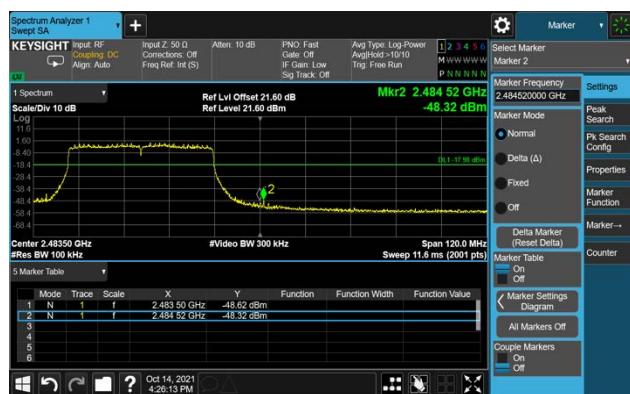 Spectrum Analyzer 1
Swept SA
Marker
KEYSIGHT
Input: RF
Coupling: DC
Align: Auto
Input Z: 50 Ω
Corrections: Off
Freq Ref: Int (S)
Atten: 10 dB
PNO: Fast
Gate: Off
IF Gain: Low
Sig Track: Off
Avg Type: Log-Power
Avg|Hold:>10/10
Trig: Free Run
1 2 3 4 5 6
M W W W W W
P N N N N N
LXI
Select Marker
Marker 2
1 Spectrum
Scale/Div 10 dB
Ref Lvl Offset 21.60 dB
Ref Level 21.60 dBm
Mkr2 2.484 52 GHz
-48.32 dBm
Log
11.6
1.60
-8.40
-18.4
-28.4
-38.4
-48.4
-58.4
-68.4
DL1 -17.98 dBm
2
Center 2.48350 GHz
#Res BW 100 kHz
#Video BW 300 kHz
Span 120.0 MHz
Sweep 11.6 ms (2001 pts)
5 Marker Table
Mode Trace Scale X Y Function Function Width Function Value
1 N 1 f 2.483 50 GHz -48.62 dBm
2 N 1 f 2.484 52 GHz -48.32 dBm
3
4
5
6
Marker Frequency
2.484520000 GHz
Marker Mode
Normal
Delta (Δ)
Fixed
Off
Delta Marker
(Reset Delta)
Marker Table
On
Off
Marker Settings
Diagram
All Markers Off
Couple Markers
On
Off
Settings
Peak
Search
Pk Search
Config
Properties
Marker
Function
Marker→
Counter
?
Oct 14, 2021
4:26:13 PM